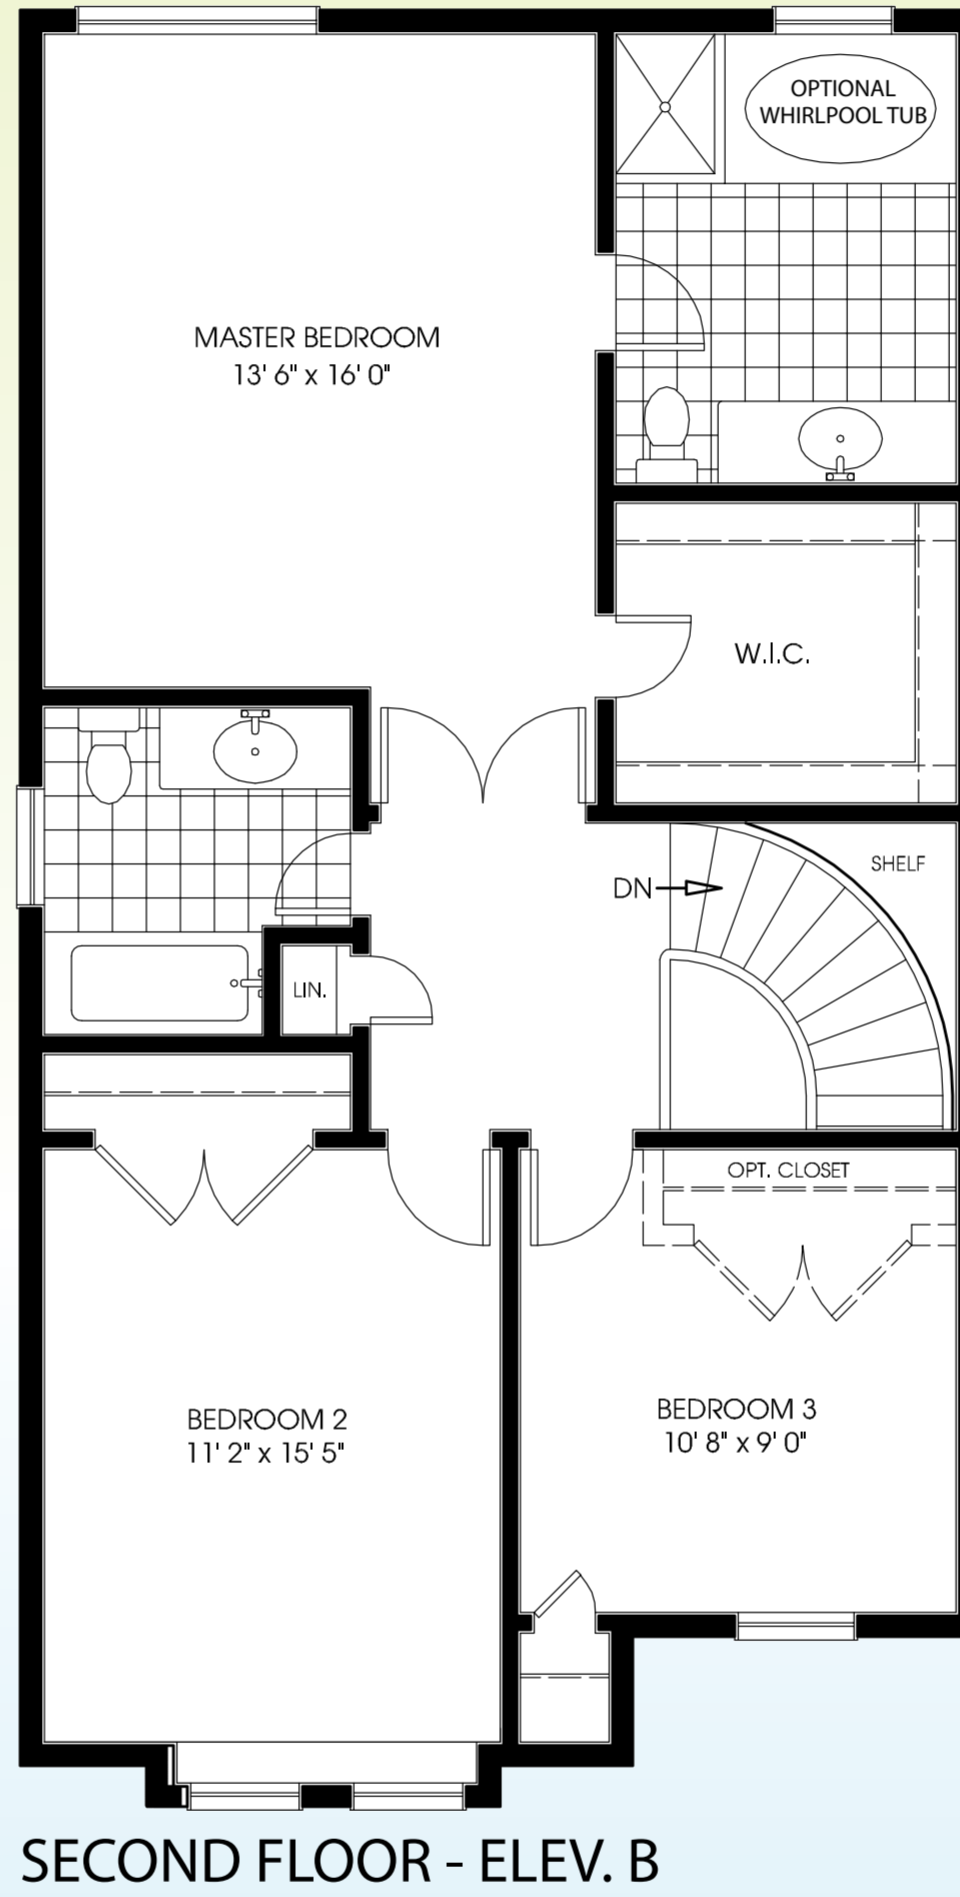 OPTIONAL
WHIRLPOOL TUB
MASTER BEDROOM
13' 6" x 16' 0"
W.I.C.
SHELF
DN
LIN.
OPT. CLOSET
BEDROOM 2
11' 2" x 15' 5"
BEDROOM 3
10' 8" x 9' 0"
SECOND FLOOR - ELEV. B